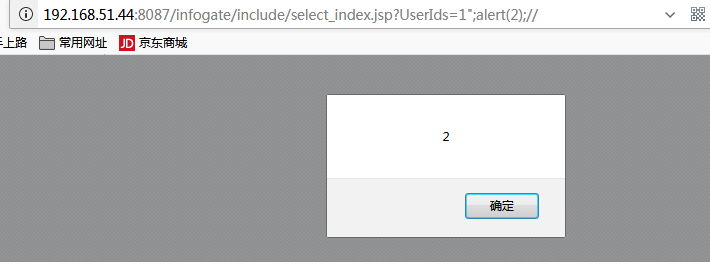 192.168.51.44:8087/infogate/include/select_index.jsp?UserIds=1";alert(2);//
上路 常用网址 JD 京东商城
2
确定